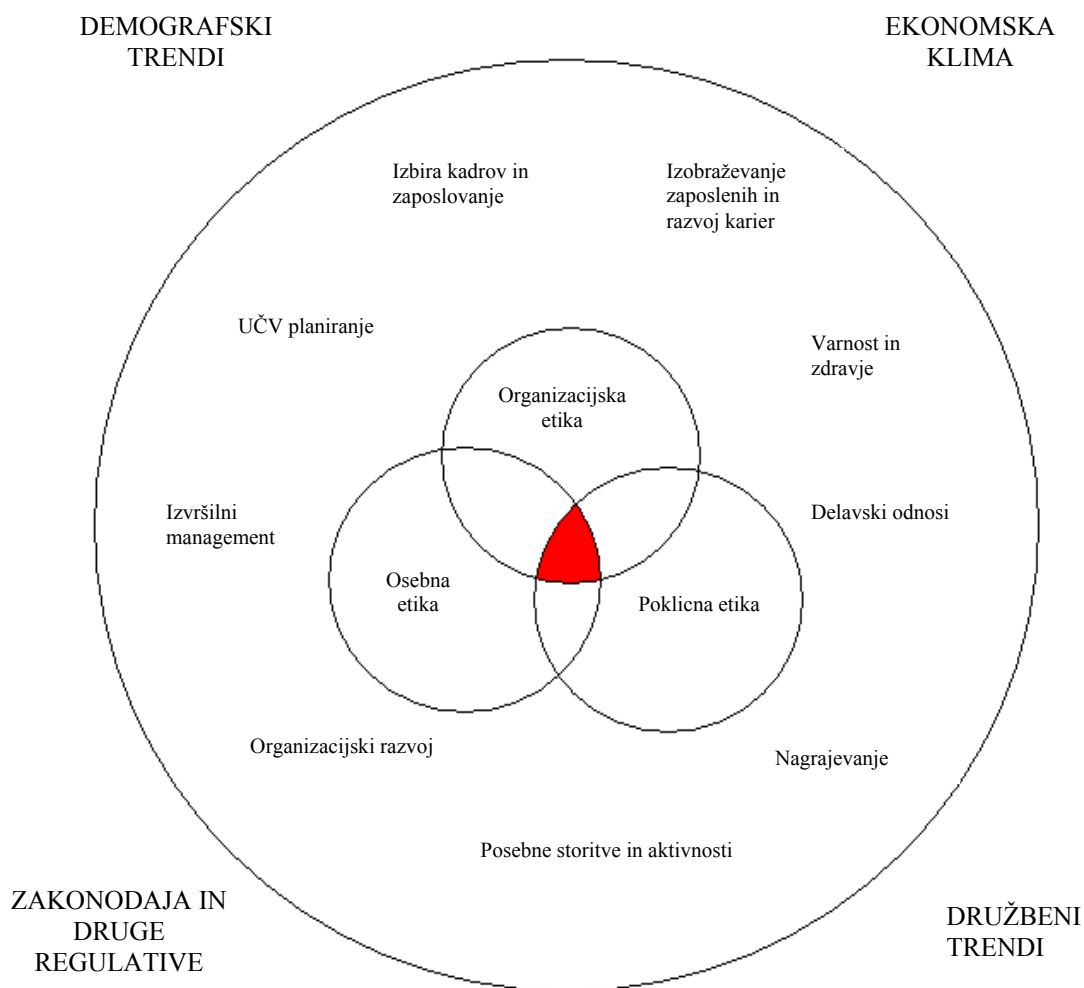 DEMOGRAFSKI
TRENDI
EKONOMSKA
KLIMA
Izbira kadrov in
zaposlovanje
Izobraževanje
zaposlenih in
razvoj karier
UČV planiranje
Varnost in
zdravje
Organizacijska
etika
Izvršilni
management
Delavski odnosi
Osebna
etika
Poklicna etika
Organizacijski razvoj
Nagrajevanje
Posebne storitve in aktivnosti
ZAKONODAJA IN
DRUGE
REGULATIVE
DRUŽBENI
TRENDI